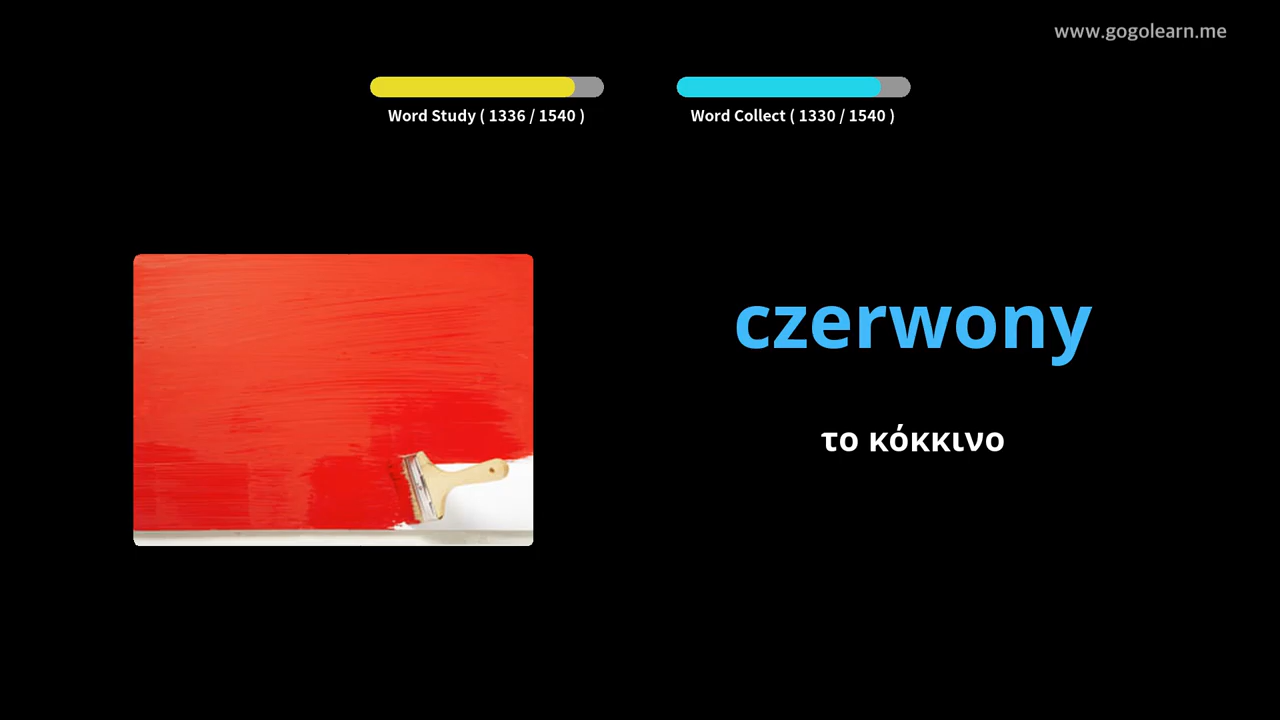 www.gogolearn.me
Word Study ( 1336 / 1540 )
Word Collect ( 1330 / 1540 )
czerwony
το κόκκινο